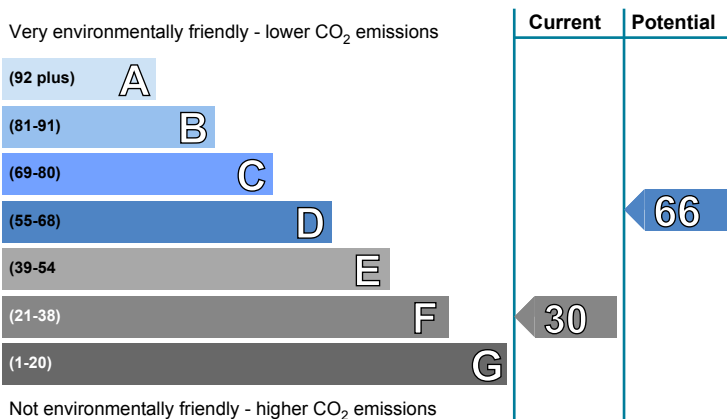 Current Potential
Very environmentally friendly - lower CO2 emissions
(92 plus) A
(81-91) B
(69-80) C
(55-68) D
66
(39-54 E
(21-38) F
30
(1-20) G
Not environmentally friendly - higher CO2 emissions